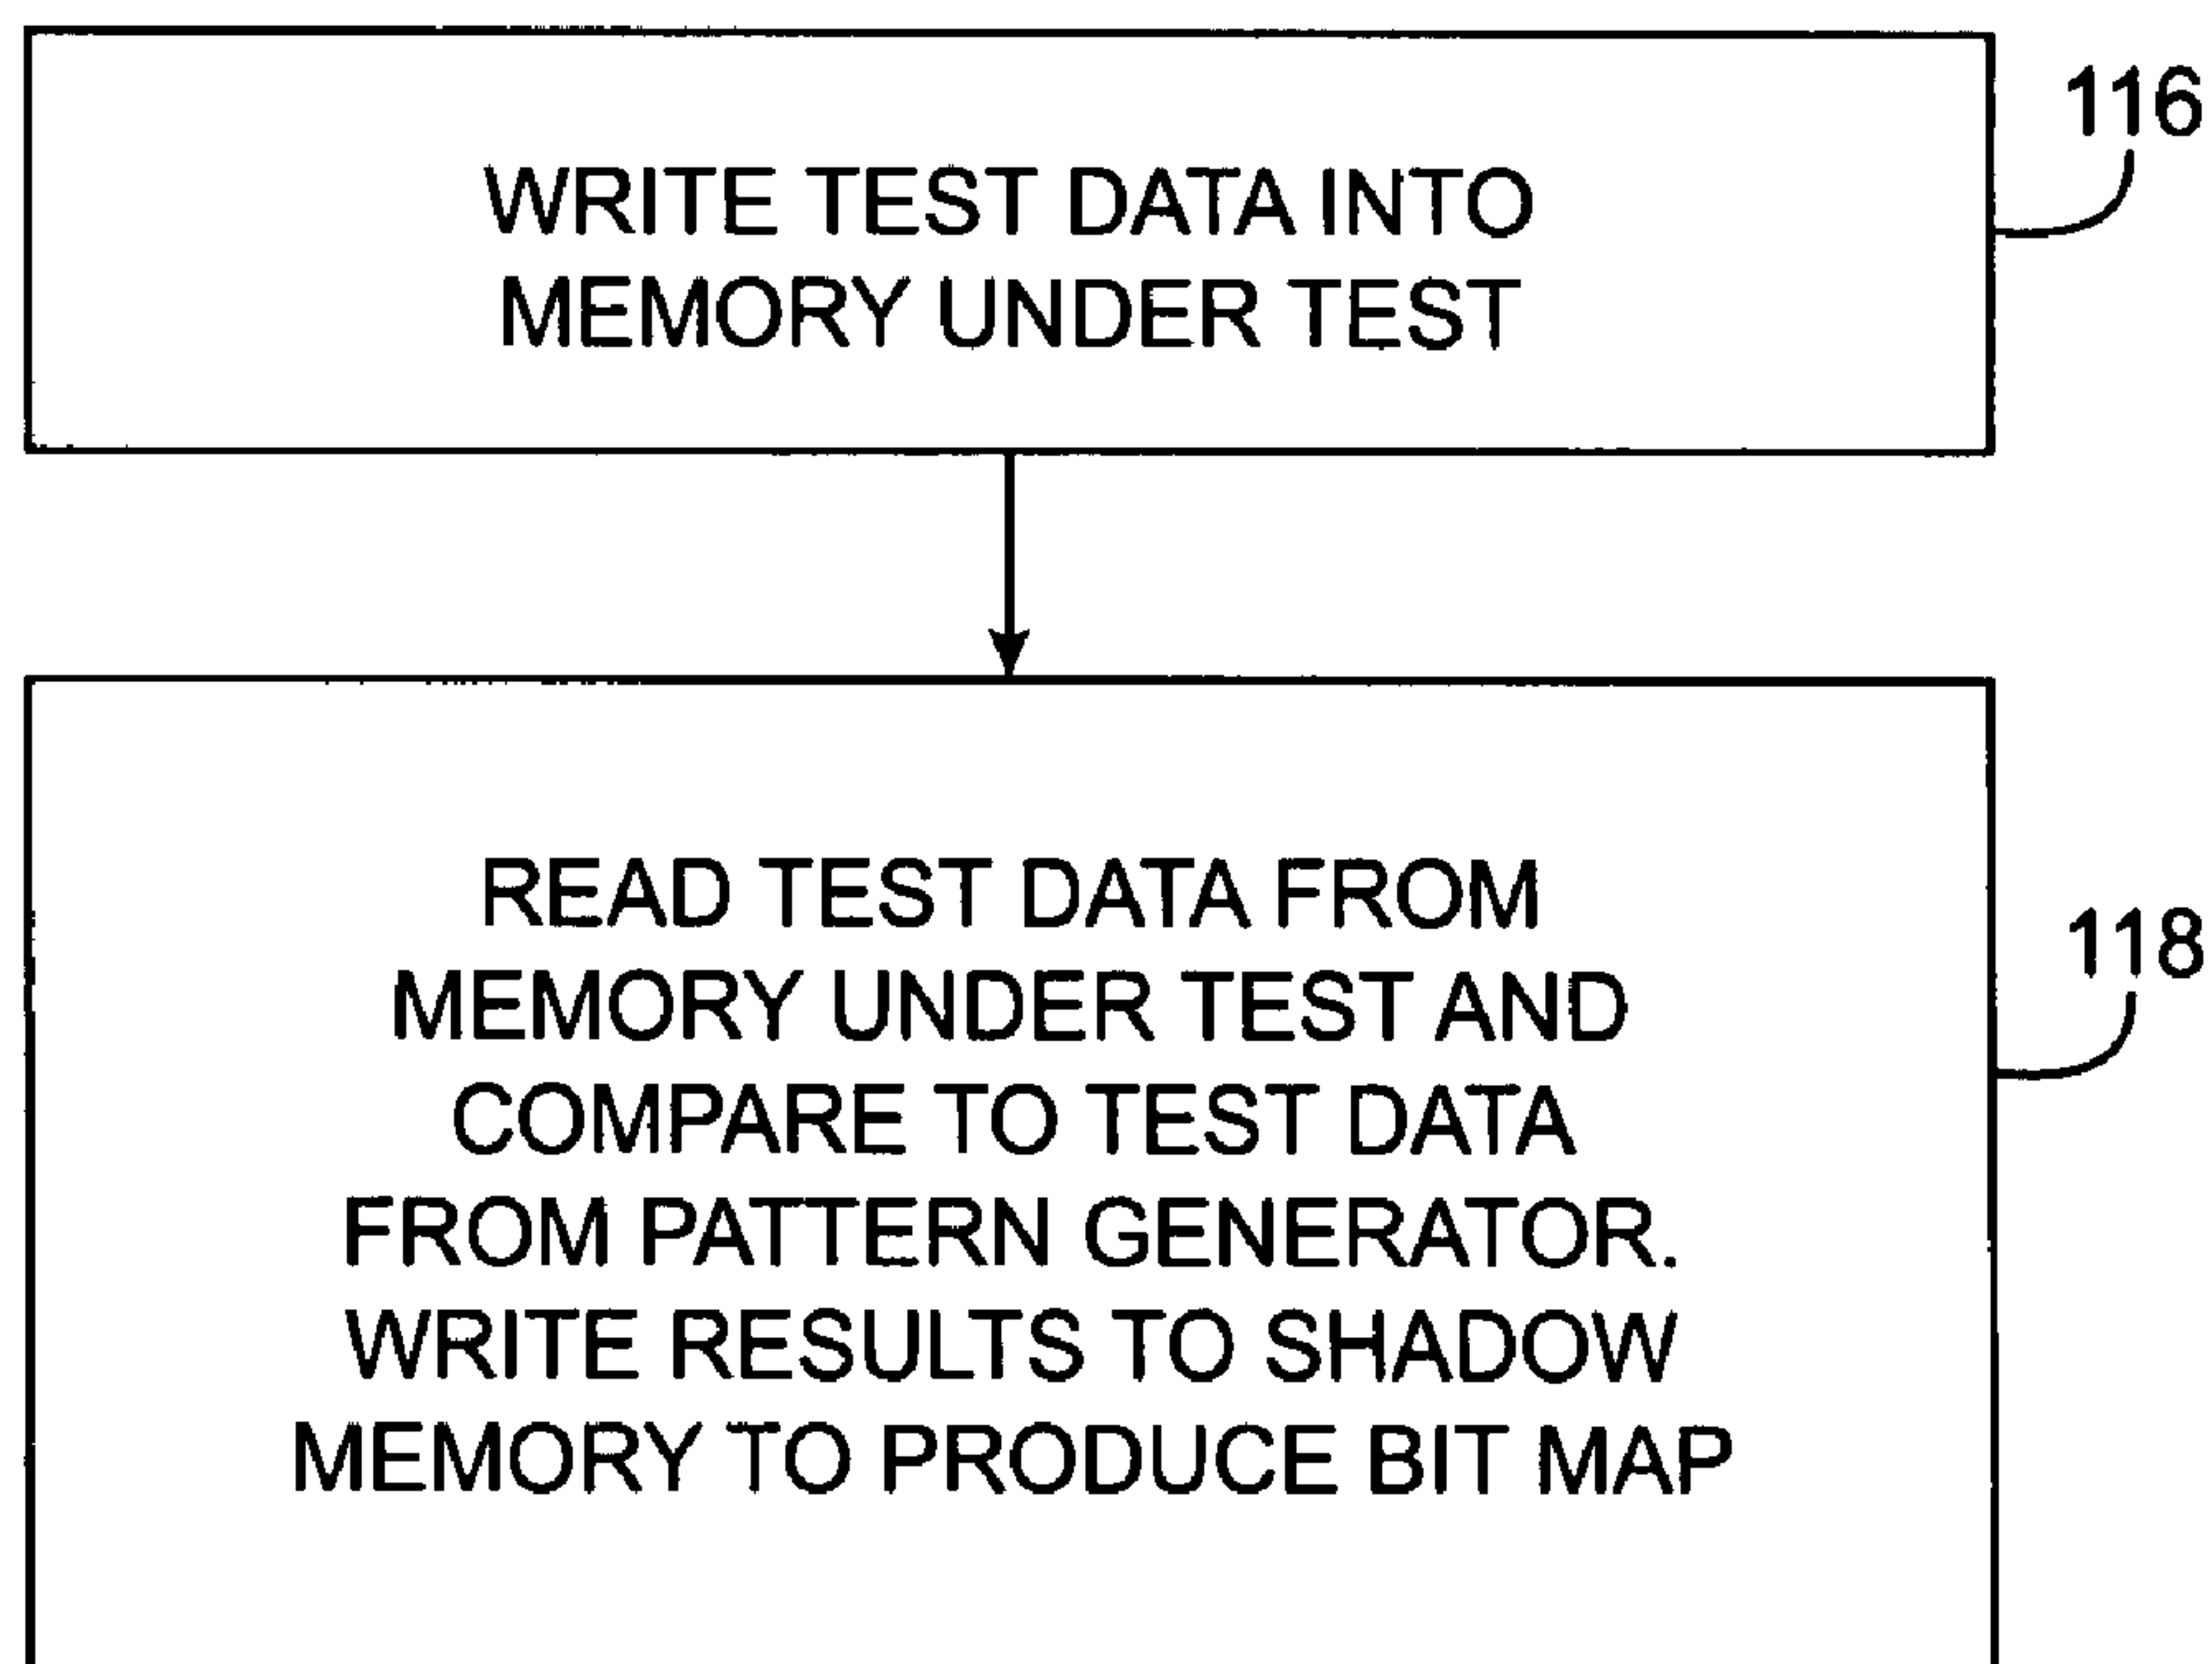 116
WRITE TEST DATA INTO
MEMORY UNDER TEST
118
READ TEST DATA FROM
MEMORY UNDER TEST AND
COMPARE TO TEST DATA
FROM PATTERN GENERATOR.
WRITE RESULTS TO SHADOW
MEMORY TO PRODUCE BIT MAP